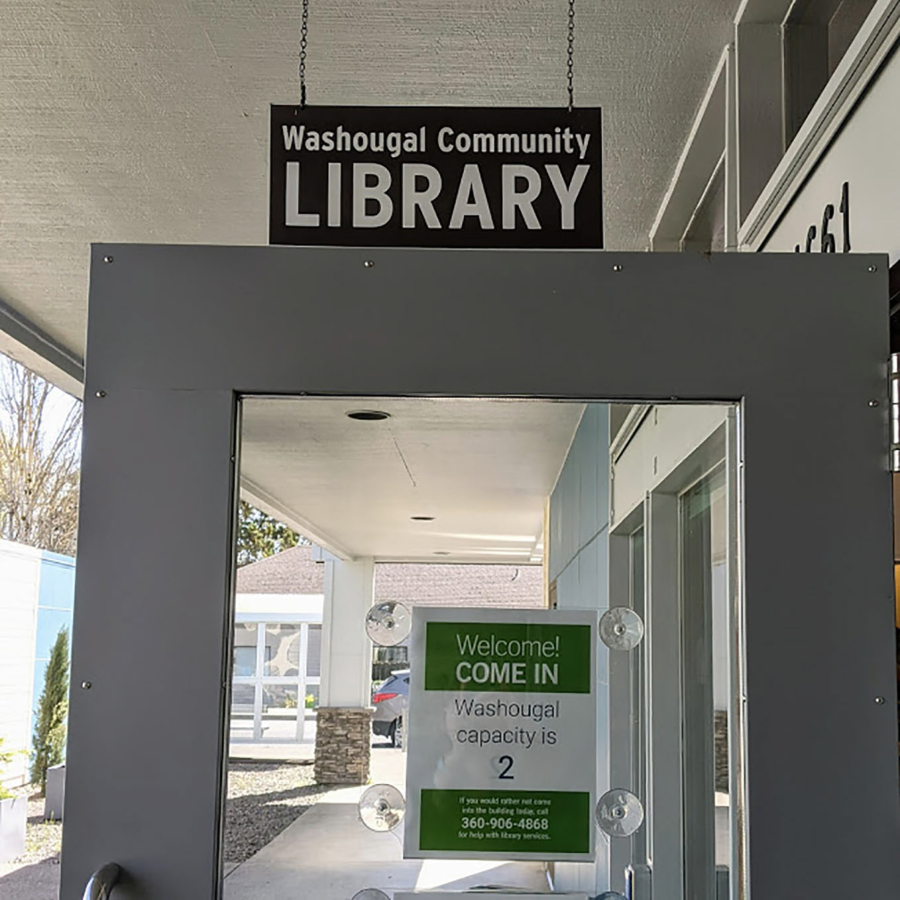 Washougal Community
LIBRARY
Welcome!
COME IN
Washougal
capacity is
2
If you would rather not come
into the building today, call
360-906-4868
for help with library services.